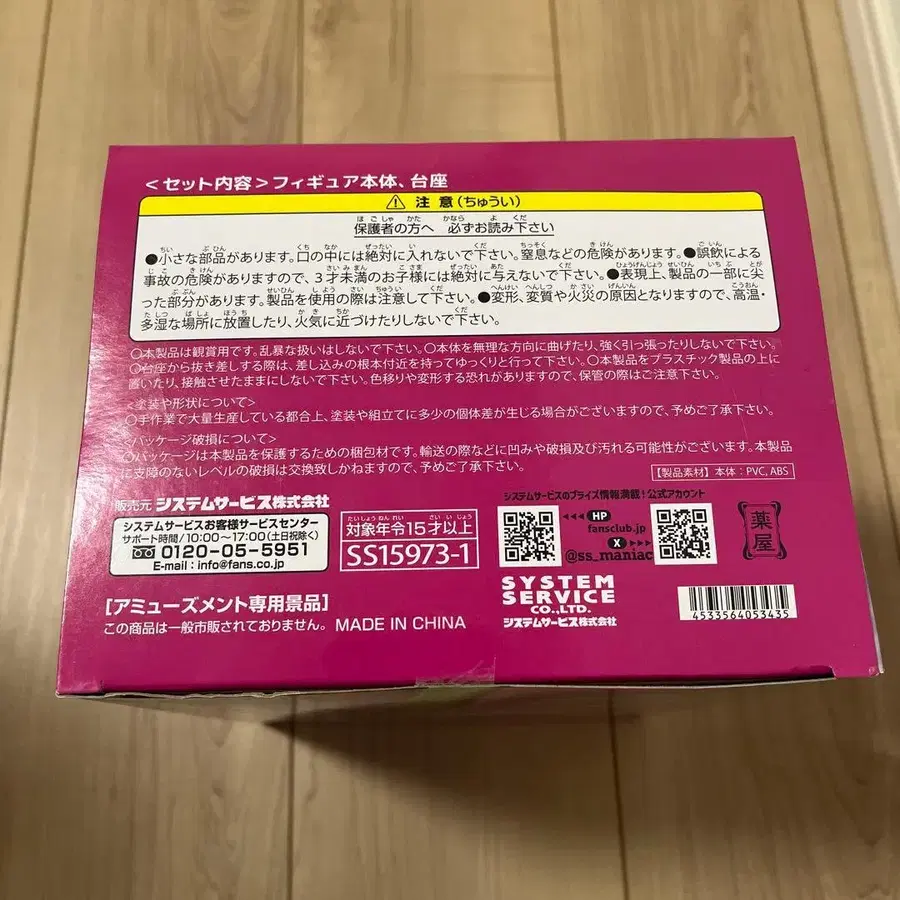 <セット内容>フィギュア本体、台座
⚠ 注 意(ちゅうい)
保護者の方へ 必ずお読み下さい
●小さな部品があります。口の中には絶対に入れないで下さい。窒息などの危険があります。●誤飲による
事故の危険がありますので、3才未満のお子様には絶対に与えないで下さい。●表現上、製品の一部に尖
った部分があります。製品を使用の際は注意して下さい。●変形、変質や火災の原因となりますので、高温・
多湿な場所に放置したり、火気に近づけたりしないで下さい。
○本製品は観賞用です。乱暴な扱いはしないで下さい。○本体を無理な方向に曲げたり、強く引っ張ったりしないで下さい。
○台座から抜き差しする際は、差し込みの根本付近を持ってゆっくりと行って下さい。○本製品をプラスチック製品の上に
置いたり、接触させたままにしないで下さい。色移りや変形する恐れがありますので、保管の際はご注意下さい。
<塗装や形状について>
○手作業で大量生産している都合上、塗装や組立てに多少の個体差が生じる場合がございますので、予めご了承下さい。
<パッケージ破損について>
○パッケージは本製品を保護するための梱包材です。輸送の際などに凹みや破損及び汚れる可能性がございます。本製品
に支障のないレベルの破損は交換致しかねますので、予めご了承下さい。
【製品素材】本体:PVC,ABS
販売元 システムサービス株式会社
システムサービスお客様サービスセンター
サポート時間/10:00～17:00(土日祝除く)
0120-05-5951
E-mail:info@fans.co.jp
対象年令15才以上
SS15973-1
システムサービスのプライズ情報満載!公式アカウント
◀◀◀ HP
fansclub.jp
X ▶▶▶
@ss_maniac
薬屋
SYSTEM
SERVICE
CO.,LTD.
システムサービス株式会社
4533564053435
[アミューズメント専用景品]
この商品は一般市販されておりません。 MADE IN CHINA